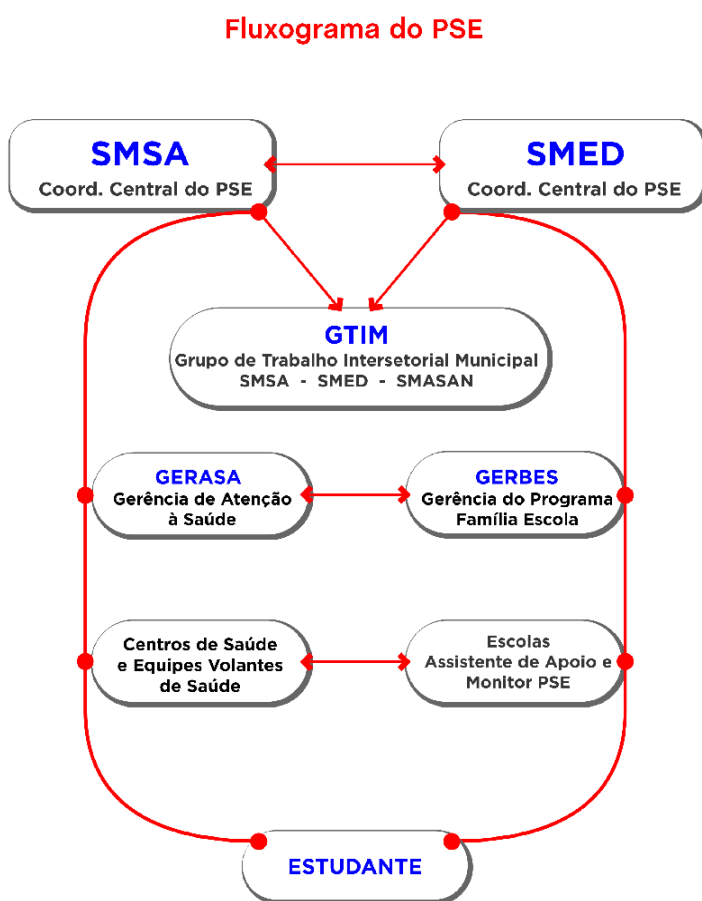 Fluxograma do PSE
SMSA
Coord. Central do PSE
SMED
Coord. Central do PSE
GTIM
Grupo de Trabalho Intersetorial Municipal
SMSA - SMED - SMASAN
GERASA
Gerência de Atenção
à Saúde
GERBES
Gerência do Programa
Família Escola
Centros de Saúde
e Equipes Volantes
de Saúde
Escolas
Assistente de Apoio e
Monitor PSE
ESTUDANTE